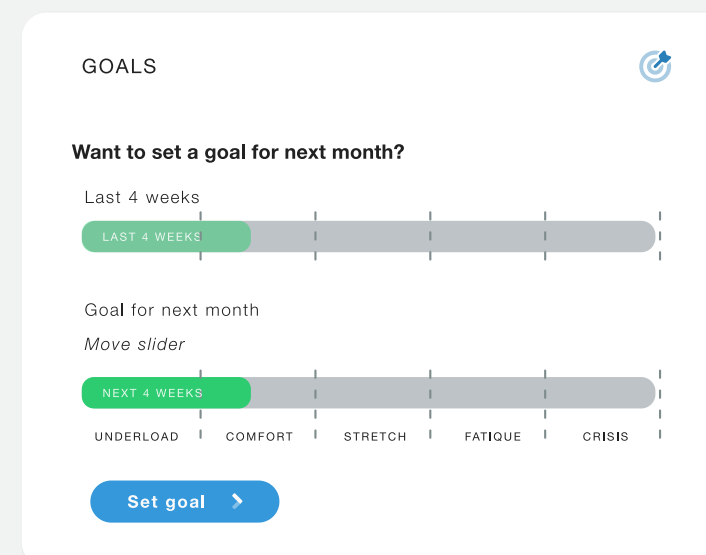 GOALS
Want to set a goal for next month?
Last 4 weeks
LAST 4 WEEKS
Goal for next month
Move slider
NEXT 4 WEEKS
UNDERLOAD COMFORT STRETCH FATIQUE CRISIS
Set goal